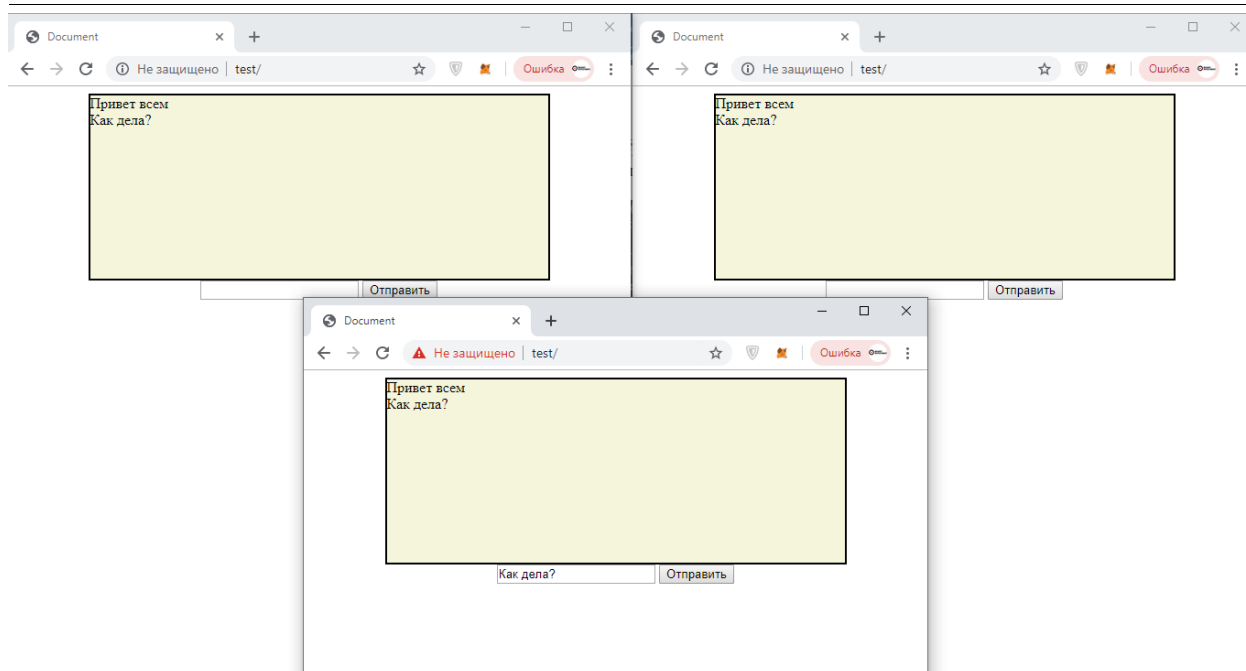 Document
Не защищено | test/
Ошибка
Привет всем
Как дела?
Отправить
Document
Не защищено | test/
Ошибка
Привет всем
Как дела?
Отправить
Document
Не защищено | test/
Ошибка
Привет всем
Как дела?
Как дела? Отправить